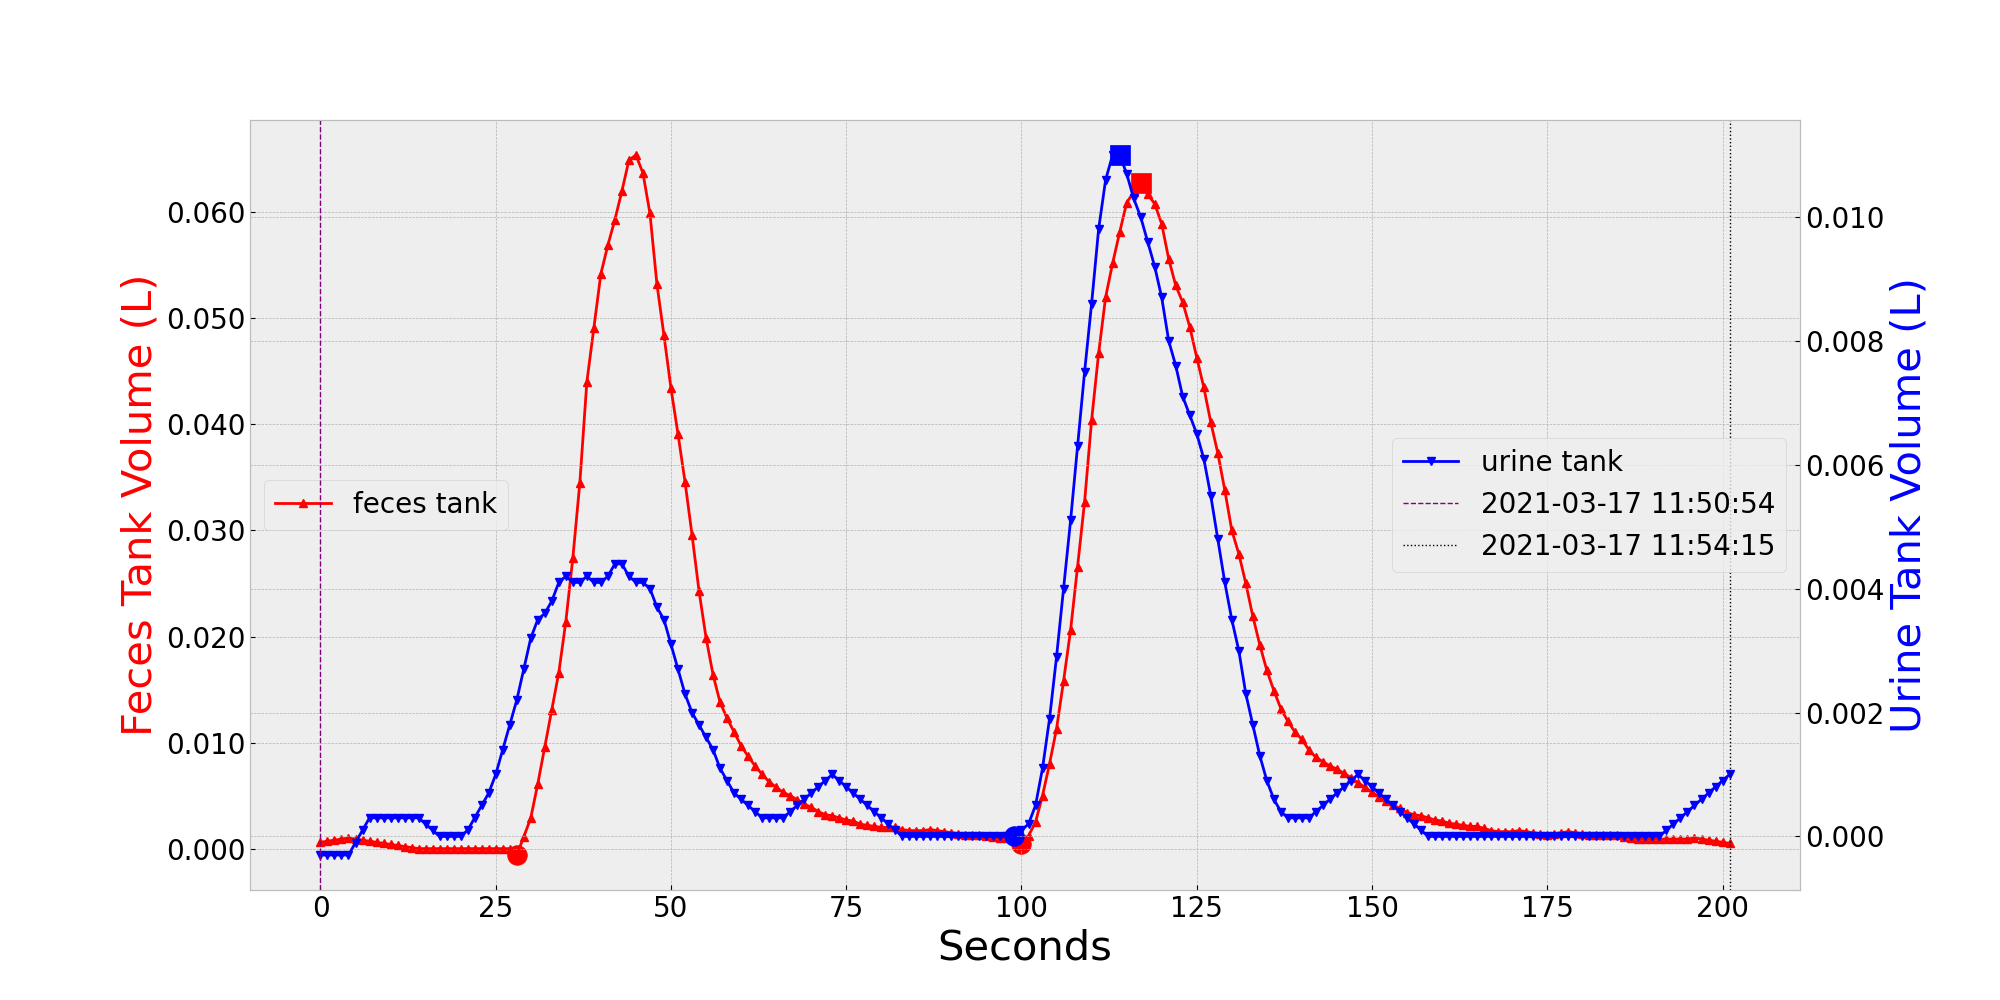 Feces Tank Volume (L)
0.060
0.050
0.040
0.030
0.020
0.010
0.000
feces tank
urine tank
2021-03-17 11:50:54
2021-03-17 11:54:15
0.010
0.008
0.006
0.004
0.002
0.000
Urine Tank Volume (L)
0 25 50 75 100 125 150 175 200
Seconds